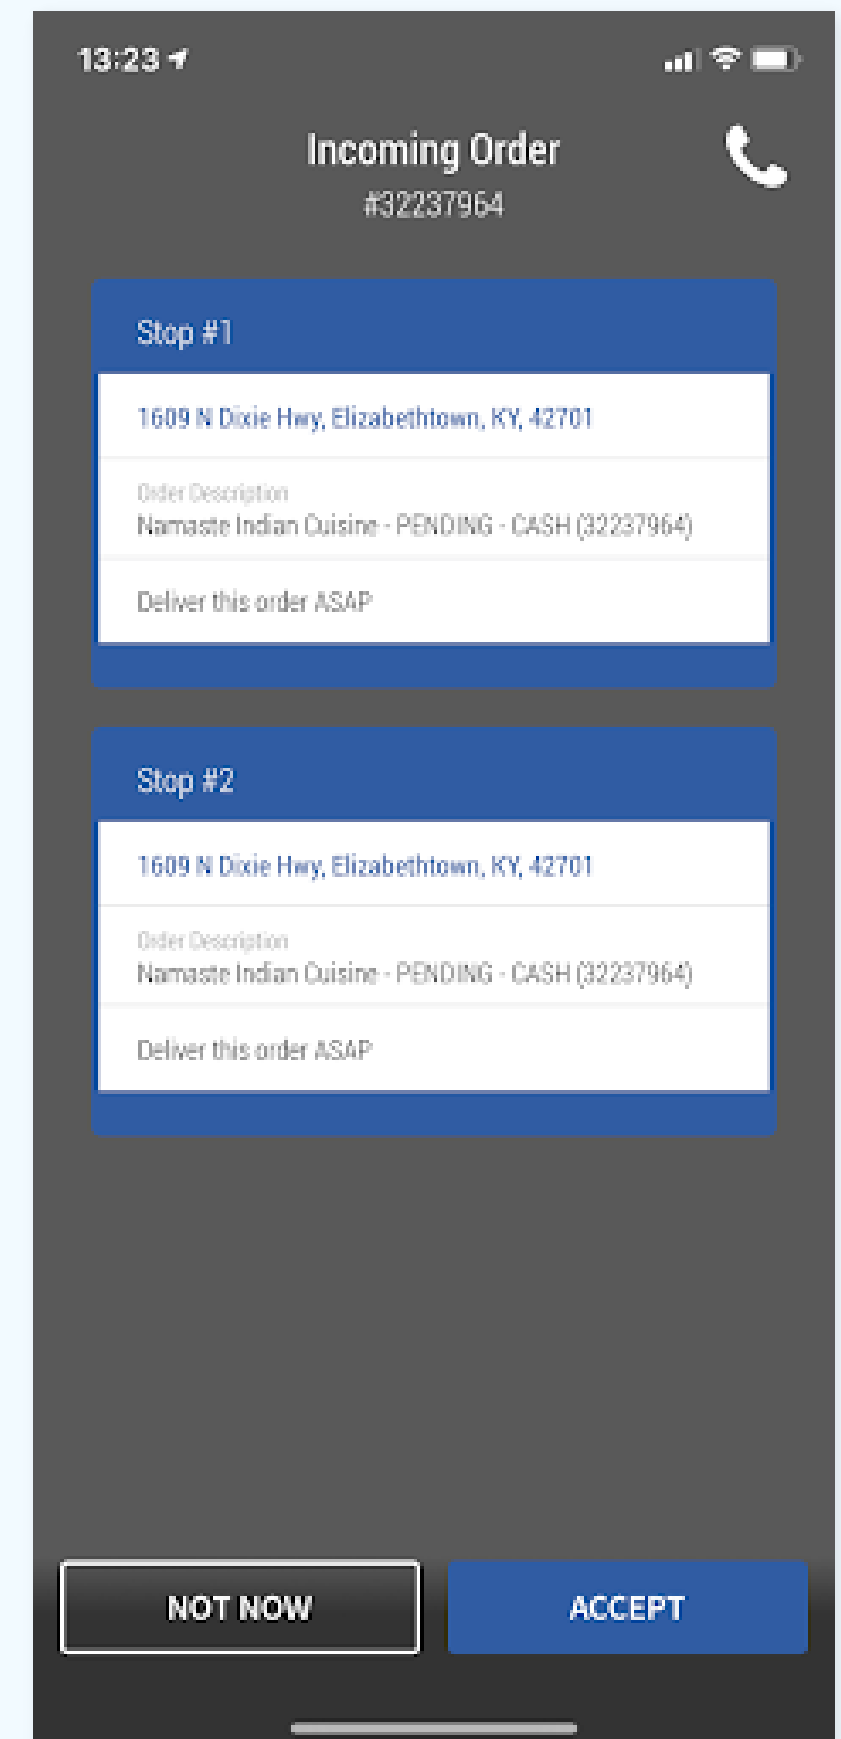 13:23
Incoming Order
#32237964
Stop #1
1609 N Dixie Hwy, Elizabethtown, KY, 42701
Order Description
Namaste Indian Cuisine - PENDING - CASH (32237964)
Deliver this order ASAP
Stop #2
1609 N Dixie Hwy, Elizabethtown, KY, 42701
Order Description
Namaste Indian Cuisine - PENDING - CASH (32237964)
Deliver this order ASAP
NOT NOW
ACCEPT